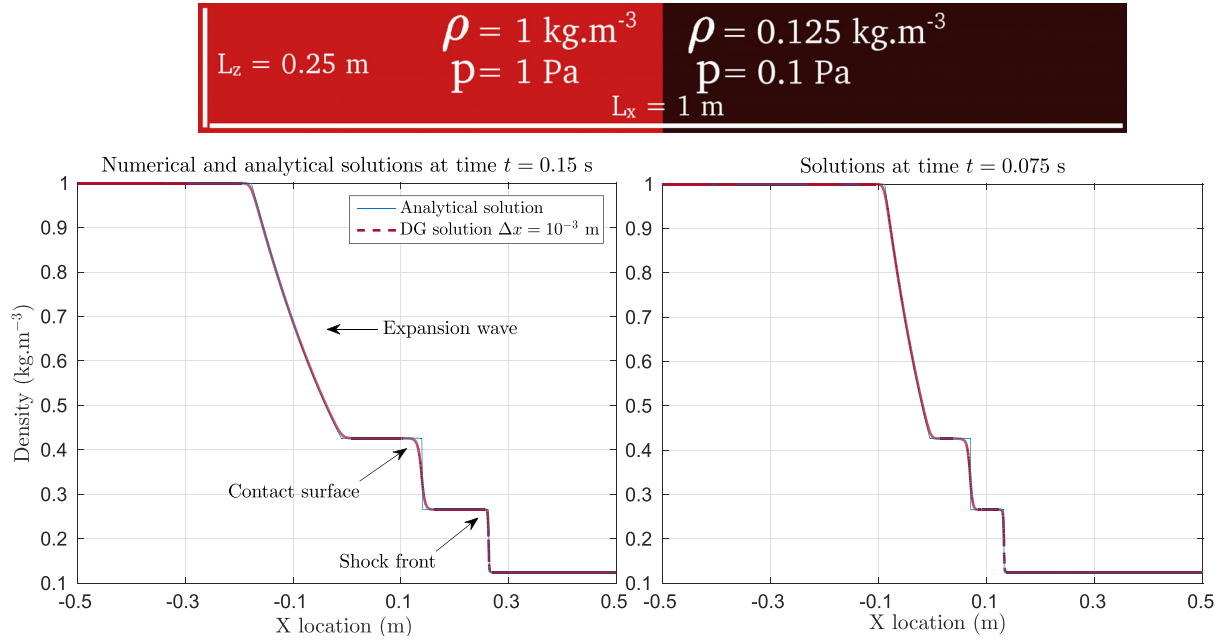 ρ = 1 kg.m⁻³
p= 1 Pa
L_z = 0.25 m
ρ = 0.125 kg.m⁻³
p= 0.1 Pa
L_x = 1 m
Numerical and analytical solutions at time t = 0.15 s
1
0.9
0.8
0.7
0.6
0.5
0.4
0.3
0.2
0.1
Density (kg.m⁻³)
Analytical solution
DG solution Δx = 10⁻³ m
Expansion wave
Contact surface
Shock front
-0.5 -0.3 -0.1 0.1 0.3 0.5
X location (m)
Solutions at time t = 0.075 s
1
0.9
0.8
0.7
0.6
0.5
0.4
0.3
0.2
0.1
-0.5 -0.3 -0.1 0.1 0.3 0.5
X location (m)